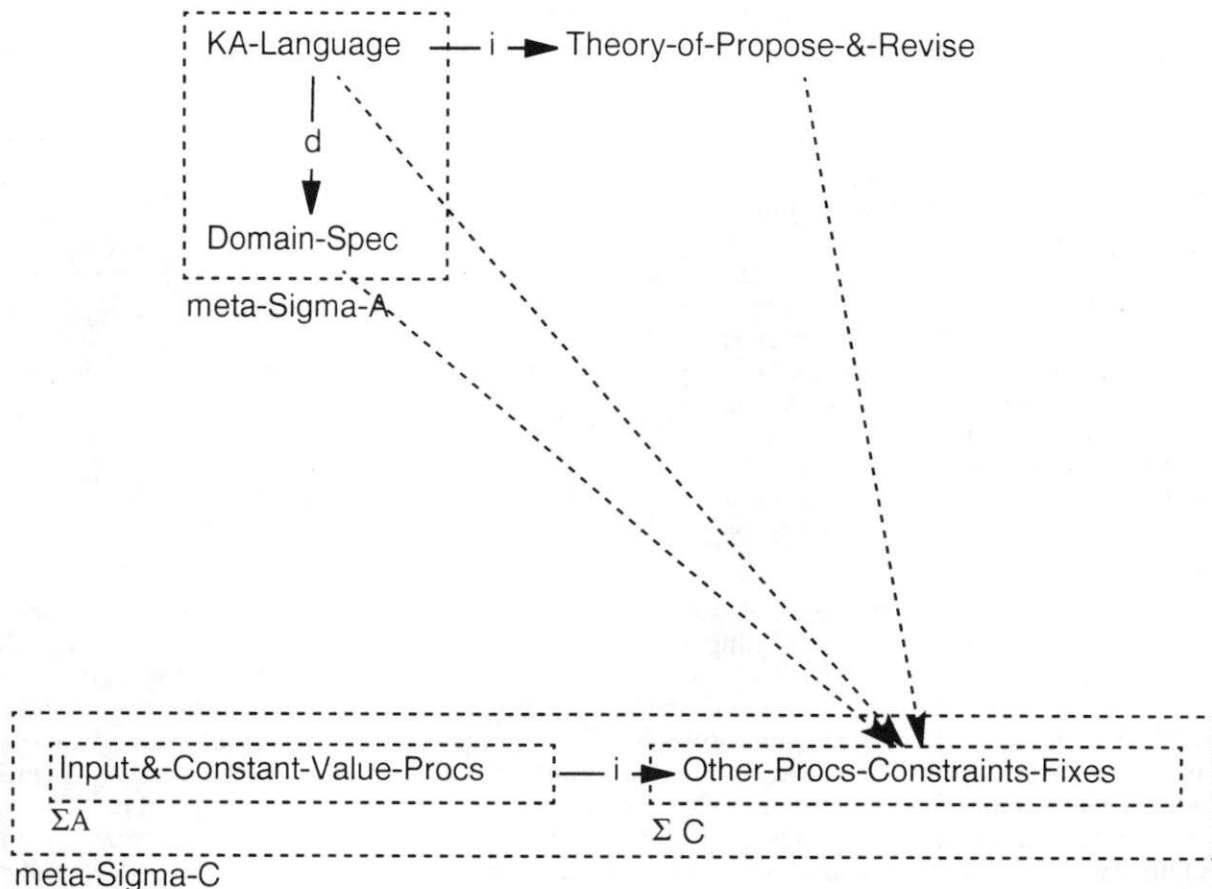 KA-Language i Theory-of-Propose-&-Revise
d
Domain-Spec
meta-Sigma-A
Input-&-Constant-Value-Procs i Other-Procs-Constraints-Fixes
ΣA Σ C
meta-Sigma-C